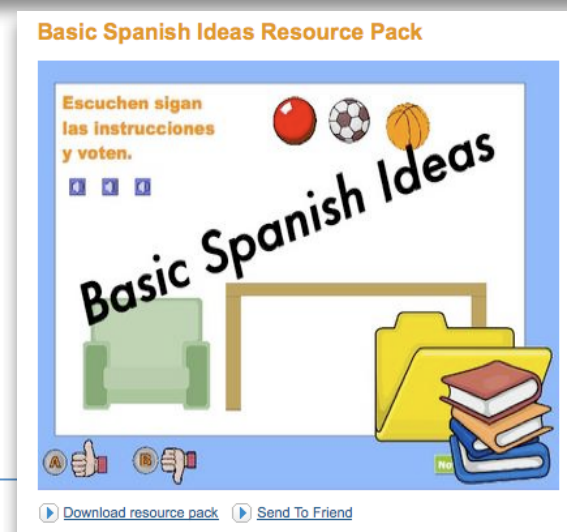 Basic Spanish Ideas Resource Pack
Escuchen sigan
las instrucciones
y voten.
Basic Spanish Ideas
A
B
No
Download resource pack
Send To Friend